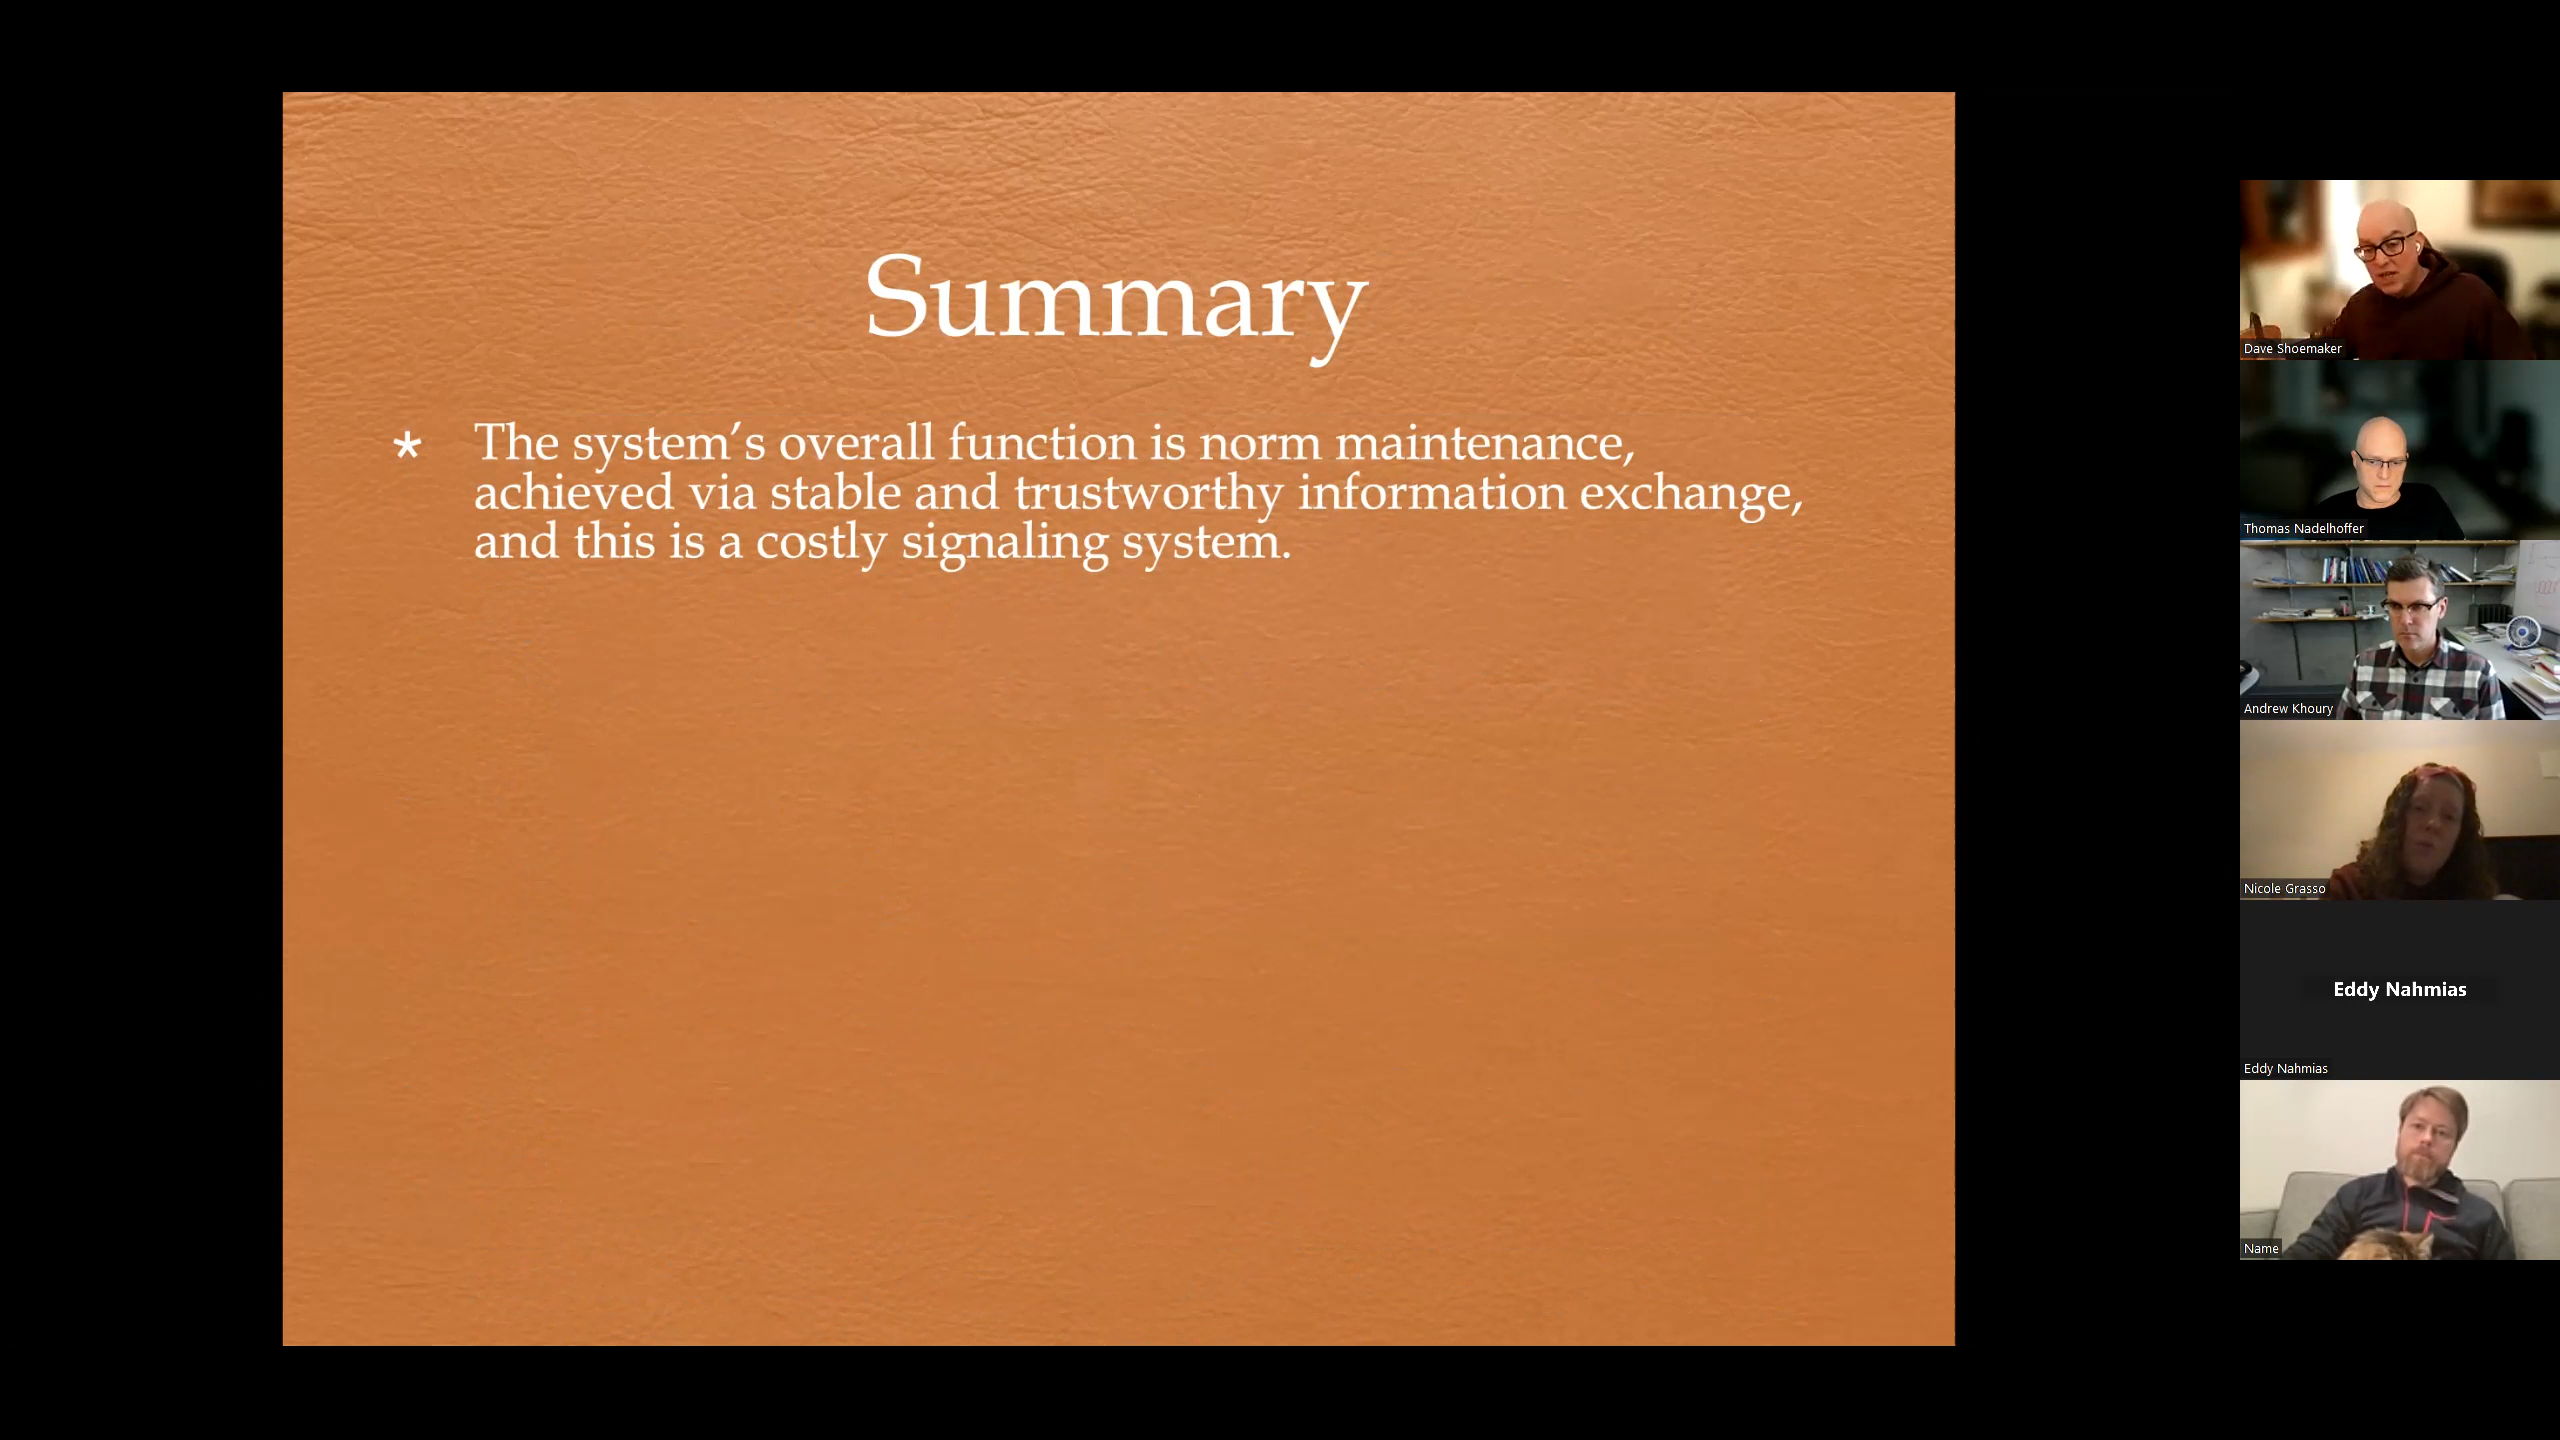 Summary
* The system’s overall function is norm maintenance,
achieved via stable and trustworthy information exchange,
and this is a costly signaling system.
Dave Shoemaker
Thomas Nadelhoffer
Andrew Khoury
Nicole Grasso
Eddy Nahmias
Eddy Nahmias
Name